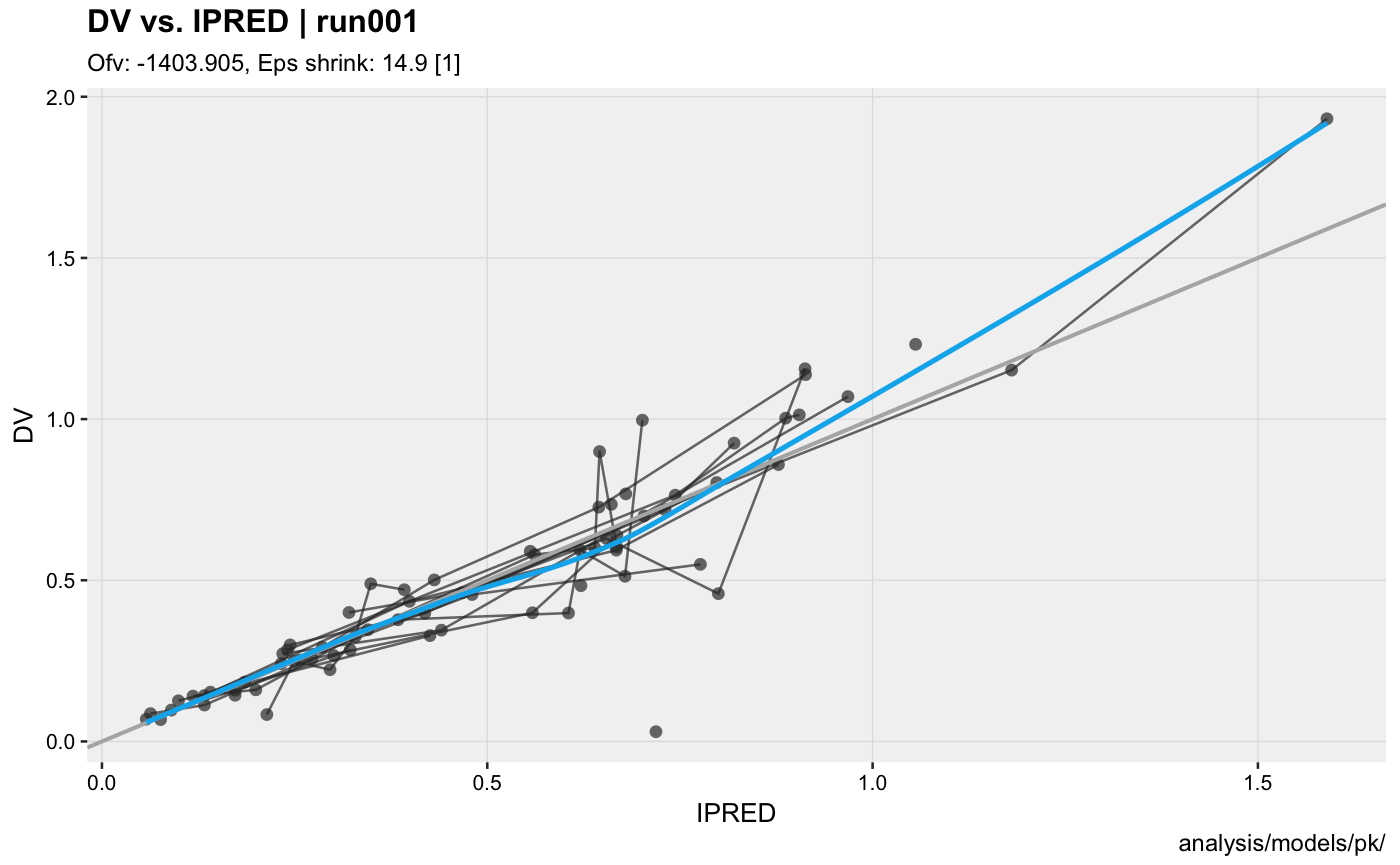 DV vs. IPRED | run001
Ofv: -1403.905, Eps shrink: 14.9 [1]
2.0
1.5
1.0
0.5
0.0
DV
0.0 0.5 1.0 1.5
IPRED
analysis/models/pk/